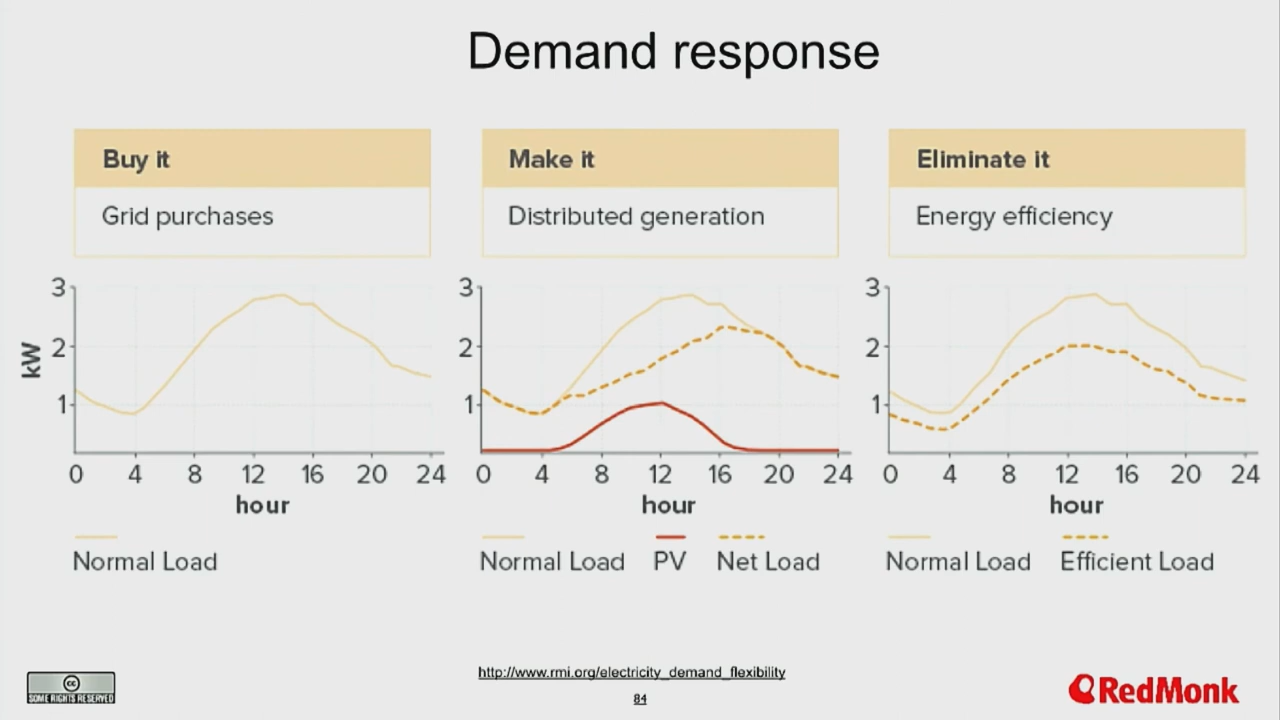 Demand response
Buy it
Grid purchases
Make it
Distributed generation
Eliminate it
Energy efficiency
kW
3
2
1
0 4 8 12 16 20 24
hour
Normal Load
3
2
1
0 4 8 12 16 20 24
hour
Normal Load PV Net Load
3
2
1
0 4 8 12 16 20 24
hour
Normal Load Efficient Load
cc
SOME RIGHTS RESERVED
http://www.rmi.org/electricity_demand_flexibility
84
RedMonk